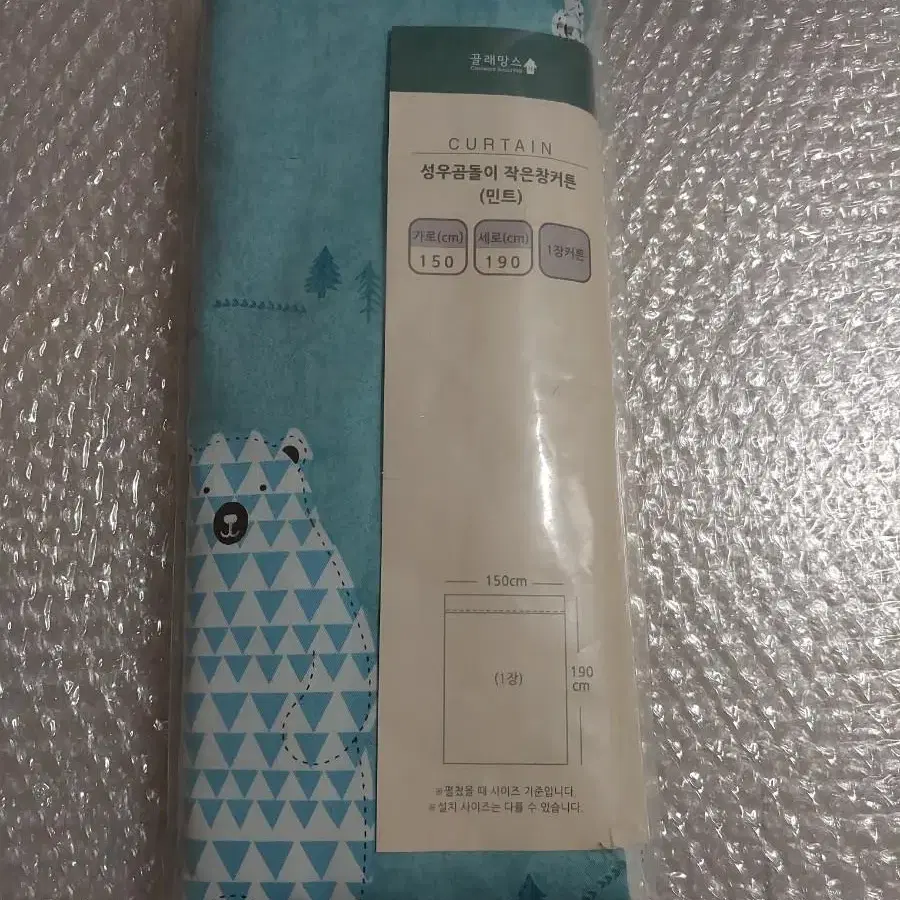 끌래망스
CURTAIN
성우곰돌이 작은창커튼
(민트)
가로(cm)
150
세로(cm)
190
1장커튼
150cm
190
cm
(1장)
※펼쳤을 때 사이즈 기준입니다.
※설치 사이즈는 다를 수 있습니다.